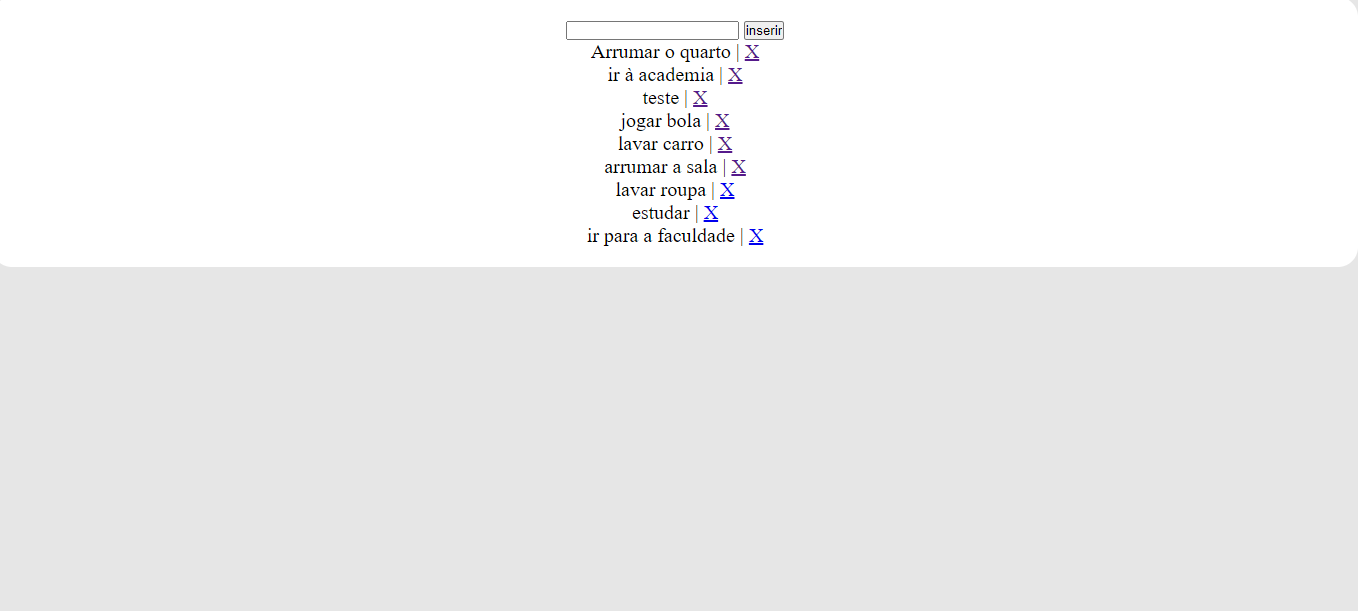 inserir
Arrumar o quarto | X
ir à academia | X
teste | X
jogar bola | X
lavar carro | X
arrumar a sala | X
lavar roupa | X
estudar | X
ir para a faculdade | X